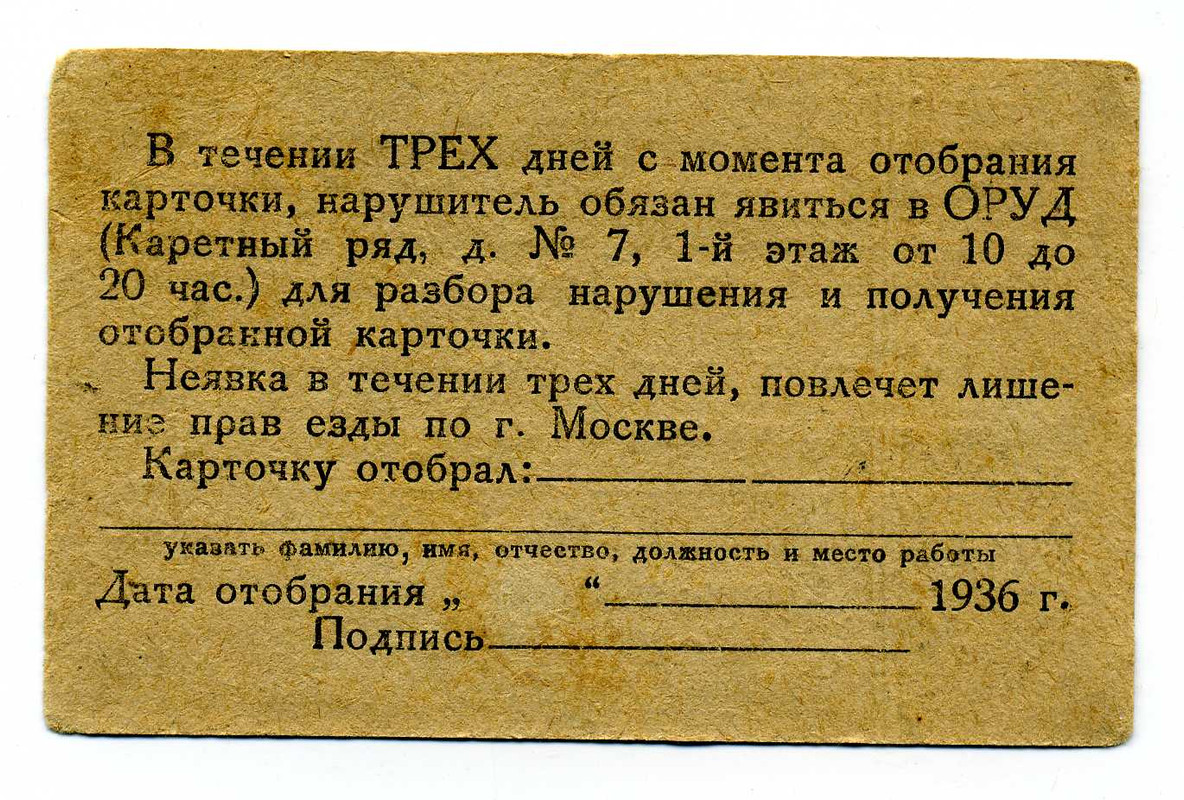 В течении ТРЕХ дней с момента отобрания
карточки, нарушитель обязан явиться в ОРУД
(Каретный ряд, д. № 7, 1-й этаж от 10 до
20 час.) для разбора нарушения и получения
отобранной карточки.
Неявка в течении трех дней, повлечет лише-
ние прав езды по г. Москве.
Карточку отобрал:
указать фамилию, имя, отчество, должность и место работы
Дата отобрания „ “ 1936 г.
Подпись